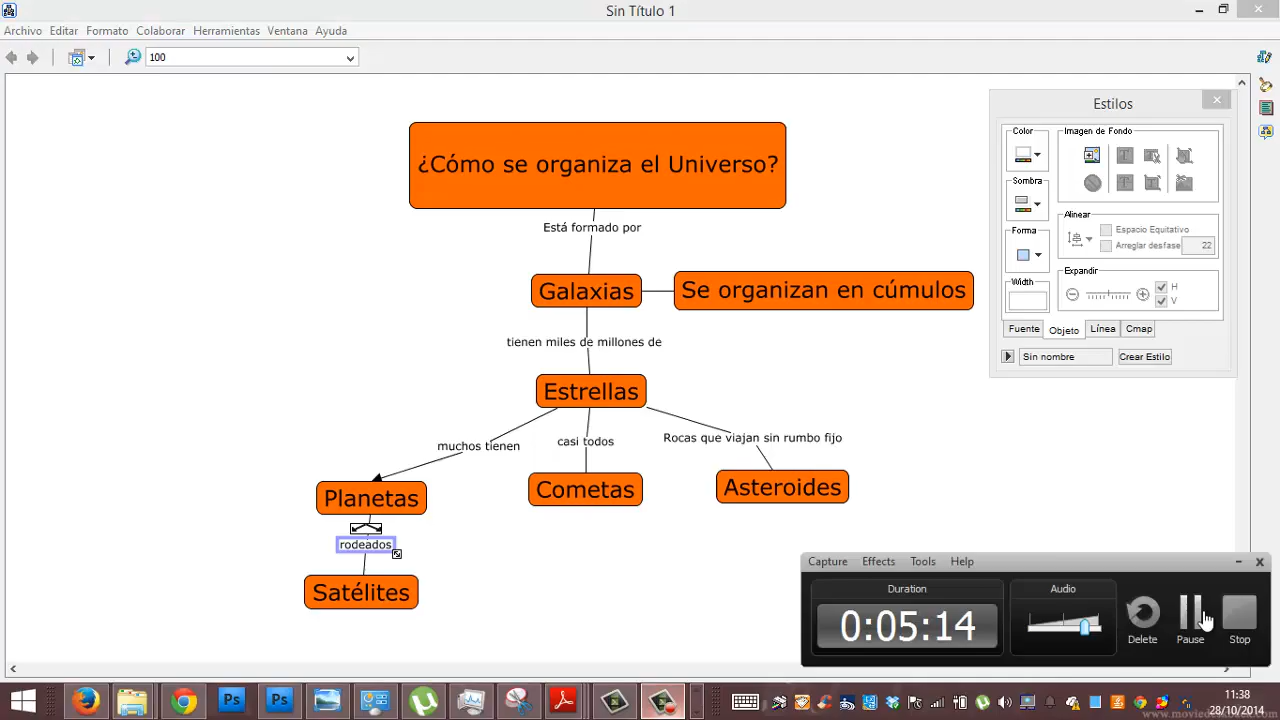 Sin Título 1
Archivo Editar Formato Colaborar Herramientas Ventana Ayuda
100
¿Cómo se organiza el Universo?
Está formado por
Galaxias
Se organizan en cúmulos
tienen miles de millones de
Estrellas
muchos tienen
casi todos
Rocas que viajan sin rumbo fijo
Planetas
Cometas
Asteroides
rodeados
Satélites
Estilos
Color
Imagen de Fondo
Sombra
Alinear
Espacio Equitativo
Forma
Arreglar desfase 22
Expandir
Width
H
V
Fuente Objeto Línea Cmap
Sin nombre Crear Estilo
Capture Effects Tools Help
Duration
Audio
0:05:14
Delete Pause Stop
Ps Ps
11:38
28/10/2014